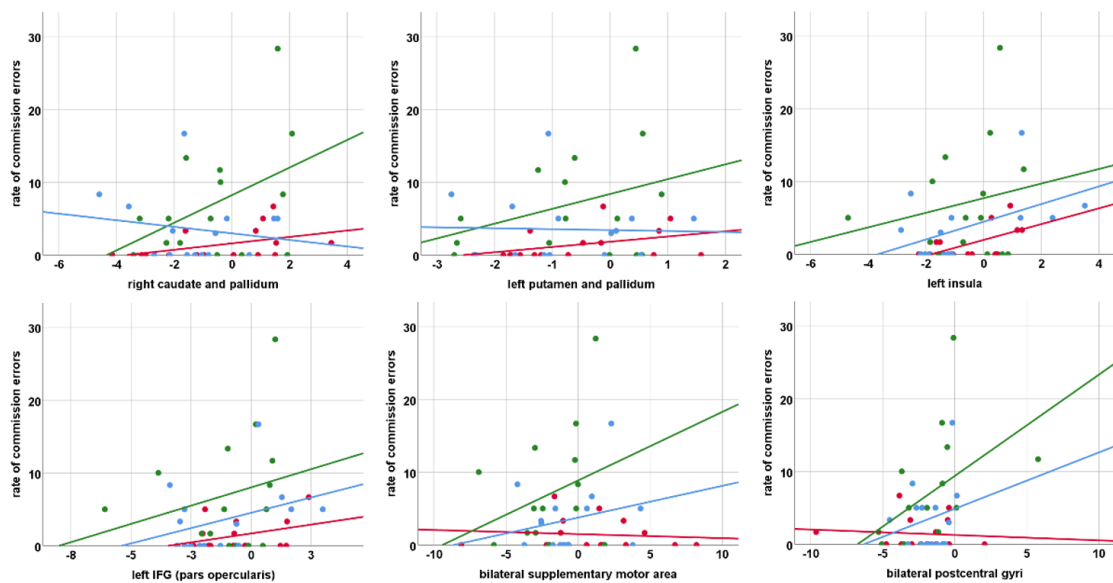 30
20
10
0
rate of commission errors
-6 -4 -2 0 2 4
right caudate and pallidum
30
20
10
0
rate of commission errors
-3 -2 -1 0 1 2
left putamen and pallidum
30
20
10
0
rate of commission errors
-6 -4 -2 0 2 4
left insula
30
20
10
0
rate of commission errors
-8 -6 -3 0 3
left IFG (pars opercularis)
30
20
10
0
rate of commission errors
-10 -5 0 5 10
bilateral supplementary motor area
30
20
10
0
rate of commission errors
-10 -5 0 5 10
bilateral postcentral gyri